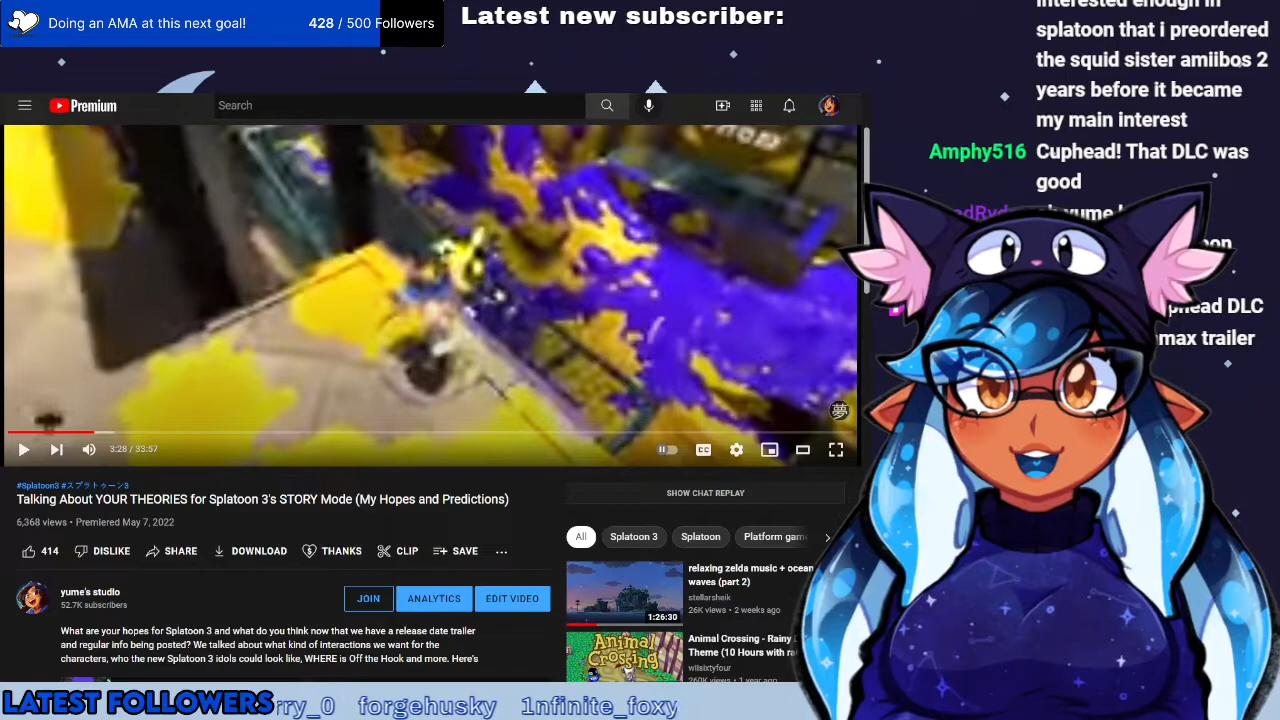 Doing an AMA at this next goal!
428 / 500 Followers
Latest new subscriber:
interested enough in
splatoon that i preordered
the squid sister amiibos 2
years before it became
my main interest
Amphy516 Cuphead! That DLC was
good
phead DLC
max trailer
Premium
Search
夢
3:28 / 33:57
CC
#Splatoon3 #スプラトゥーン3
Talking About YOUR THEORIES for Splatoon 3's STORY Mode (My Hopes and Predictions)
6,368 views • Premiered May 7, 2022
414
DISLIKE
SHARE
DOWNLOAD
THANKS
CLIP
SAVE
yume's studio
52.7K subscribers
JOIN
ANALYTICS
EDIT VIDEO
What are your hopes for Splatoon 3 and what do you think now that we have a release date trailer
and regular info being posted? We talked about what kind of interactions we want for the
characters, who the new Splatoon 3 idols could look like, WHERE is Off the Hook and more. Here's
SHOW CHAT REPLAY
All
Splatoon 3
Splatoon
Platform gam
relaxing zelda music + ocean
waves (part 2)
stellarsheik
26K views • 2 weeks ago
1:26:30
Animal Crossing
Animal Crossing - Rainy
Theme (10 Hours with ra
wiisixtyfour
260K views • 1 year ago
LATEST FOLLOWERS
rry_0 forgehusky 1nfinite_foxy